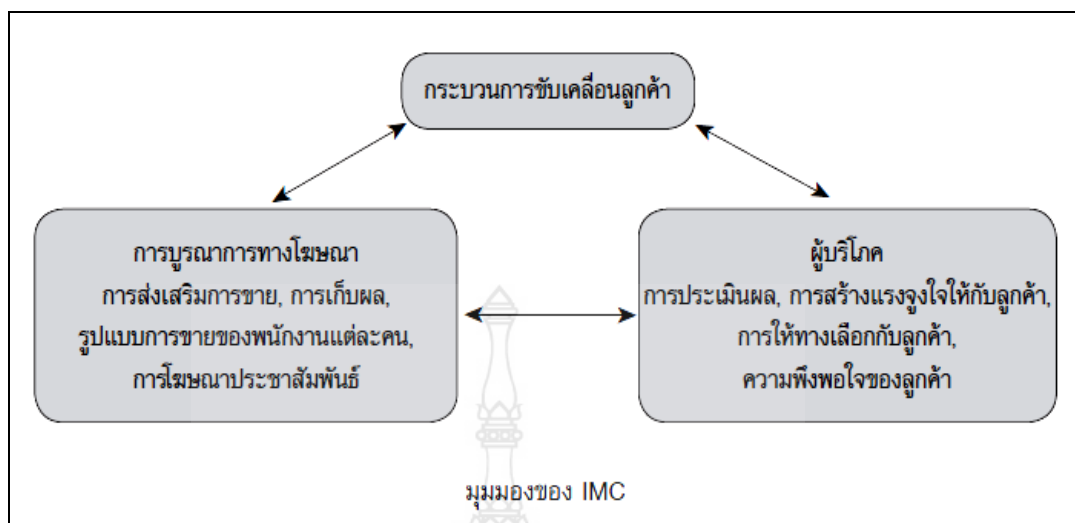 กระบวนการขับเคลื่อนลูกค้า
การบูรณาการทางโฆษณา
การส่งเสริมการขาย, การเก็บผล,
รูปแบบการขายของพนักงานแต่ละคน,
การโฆษณาประชาสัมพันธ์
ผู้บริโภค
การประเมินผล, การสร้างแรงจูงใจให้กับลูกค้า,
การให้ทางเลือกกับลูกค้า,
ความพึงพอใจของลูกค้า
มุมมองของ IMC